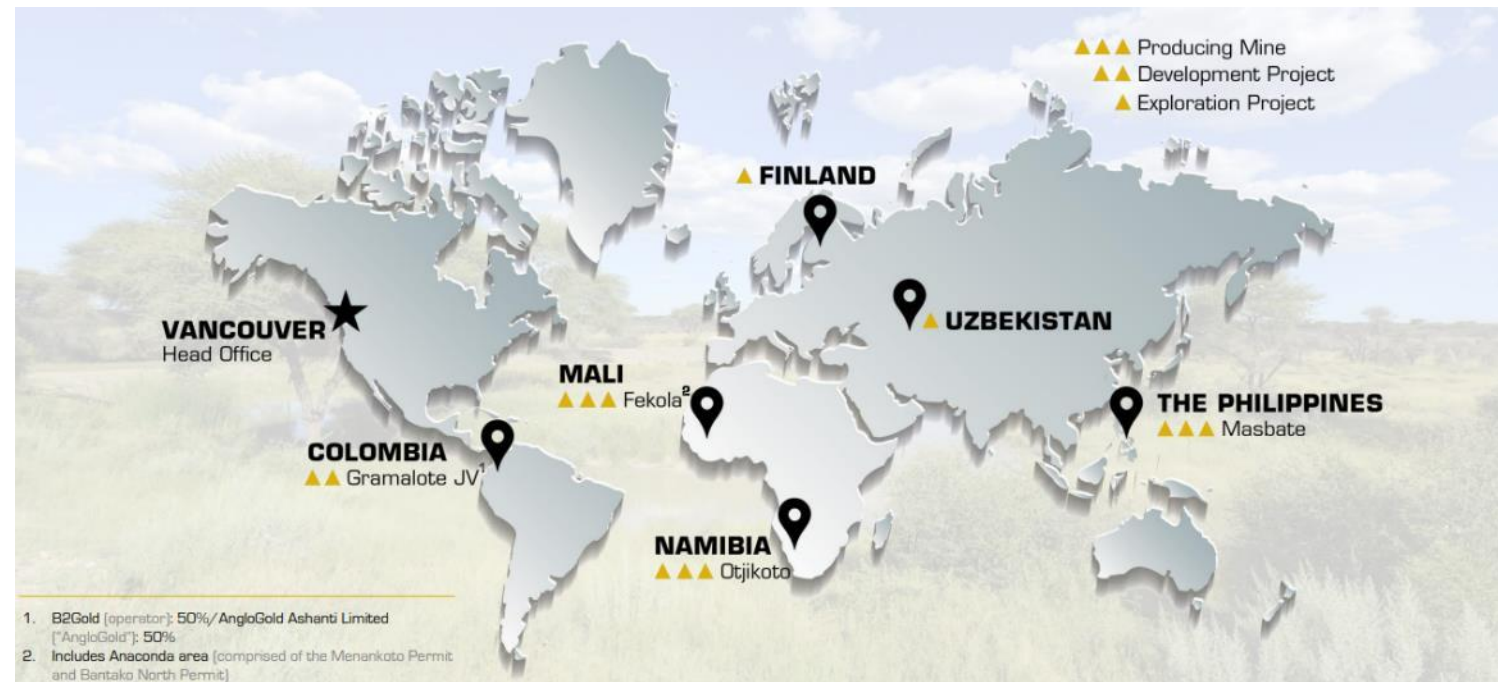 ▲▲▲ Producing Mine
▲▲ Development Project
▲ Exploration Project
▲ FINLAND
▲ UZBEKISTAN
VANCOUVER
Head Office
MALI
▲▲▲ Fekola²
THE PHILIPPINES
▲▲▲ Masbate
COLOMBIA
▲▲ Gramalote JV¹
NAMIBIA
▲▲▲ Otjikoto
1. B2Gold (operator): 50%/AngloGold Ashanti Limited
("AngloGold"): 50%
2. Includes Anaconda area (comprised of the Menankoto Permit
and Bantako North Permit)